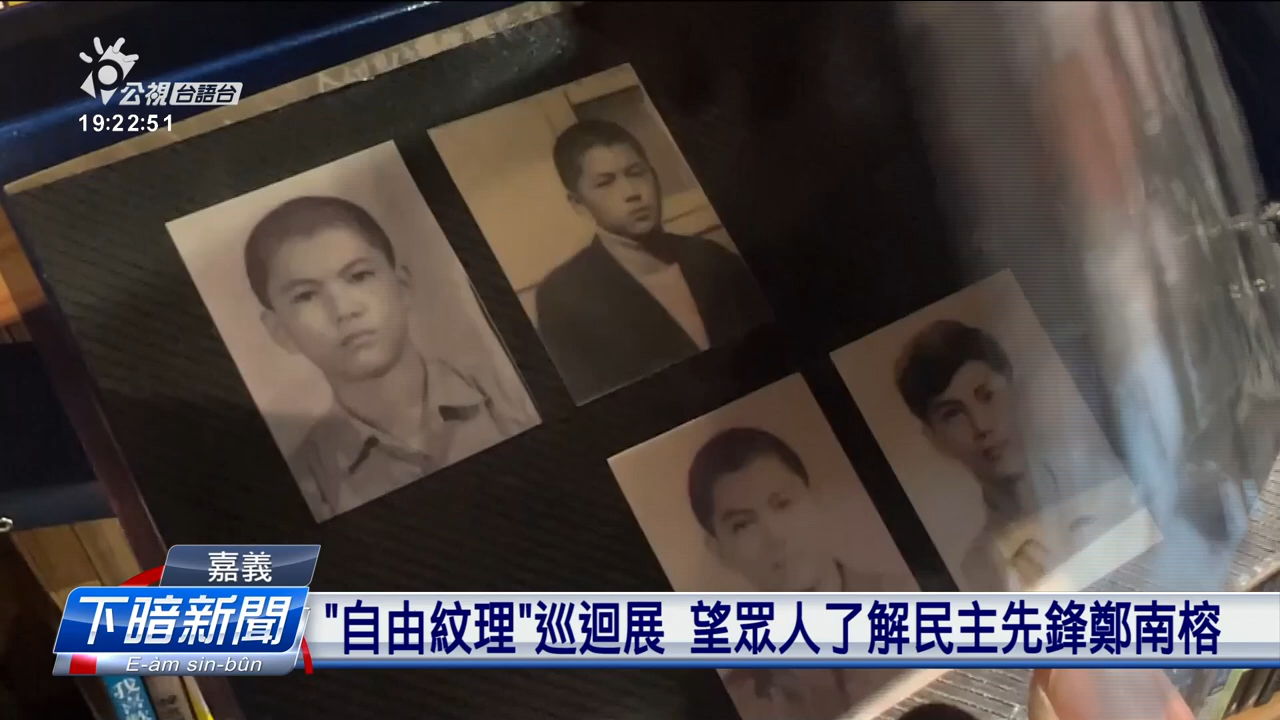 公視台語台
19:22:51
嘉義
下暗新聞
E-àm sin-bûn
"自由紋理"巡迴展 望眾人了解民主先鋒鄭南榕